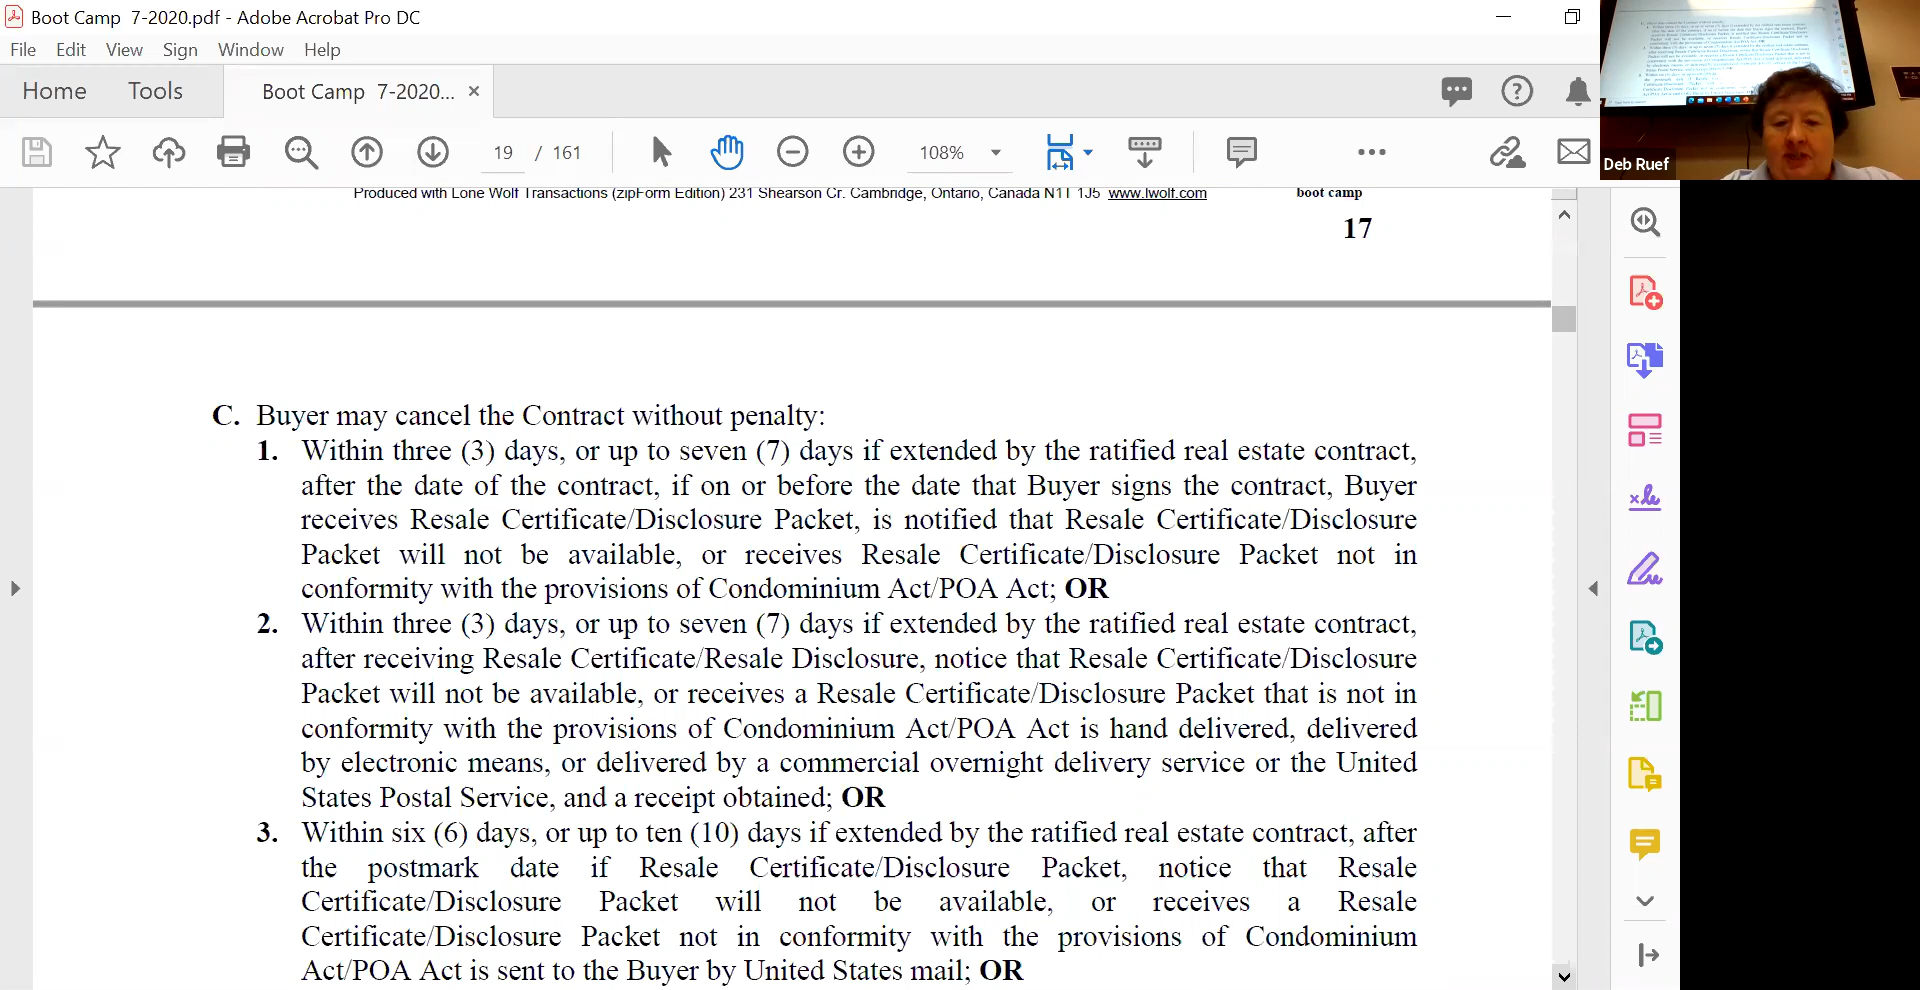 Boot Camp 7-2020.pdf - Adobe Acrobat Pro DC
File Edit View Sign Window Help
Home Tools Boot Camp 7-2020... ×
19 / 161 108%
Deb Ruef
Produced with Lone Wolf Transactions (zipForm Edition) 231 Shearson Cr. Cambridge, Ontario, Canada N1T 1J5 www.lwolf.com boot camp
17
C. Buyer may cancel the Contract without penalty:
1. Within three (3) days, or up to seven (7) days if extended by the ratified real estate contract,
after the date of the contract, if on or before the date that Buyer signs the contract, Buyer
receives Resale Certificate/Disclosure Packet, is notified that Resale Certificate/Disclosure
Packet will not be available, or receives Resale Certificate/Disclosure Packet not in
conformity with the provisions of Condominium Act/POA Act; OR
2. Within three (3) days, or up to seven (7) days if extended by the ratified real estate contract,
after receiving Resale Certificate/Resale Disclosure, notice that Resale Certificate/Disclosure
Packet will not be available, or receives a Resale Certificate/Disclosure Packet that is not in
conformity with the provisions of Condominium Act/POA Act is hand delivered, delivered
by electronic means, or delivered by a commercial overnight delivery service or the United
States Postal Service, and a receipt obtained; OR
3. Within six (6) days, or up to ten (10) days if extended by the ratified real estate contract, after
the postmark date if Resale Certificate/Disclosure Packet, notice that Resale
Certificate/Disclosure Packet will not be available, or receives a Resale
Certificate/Disclosure Packet not in conformity with the provisions of Condominium
Act/POA Act is sent to the Buyer by United States mail; OR